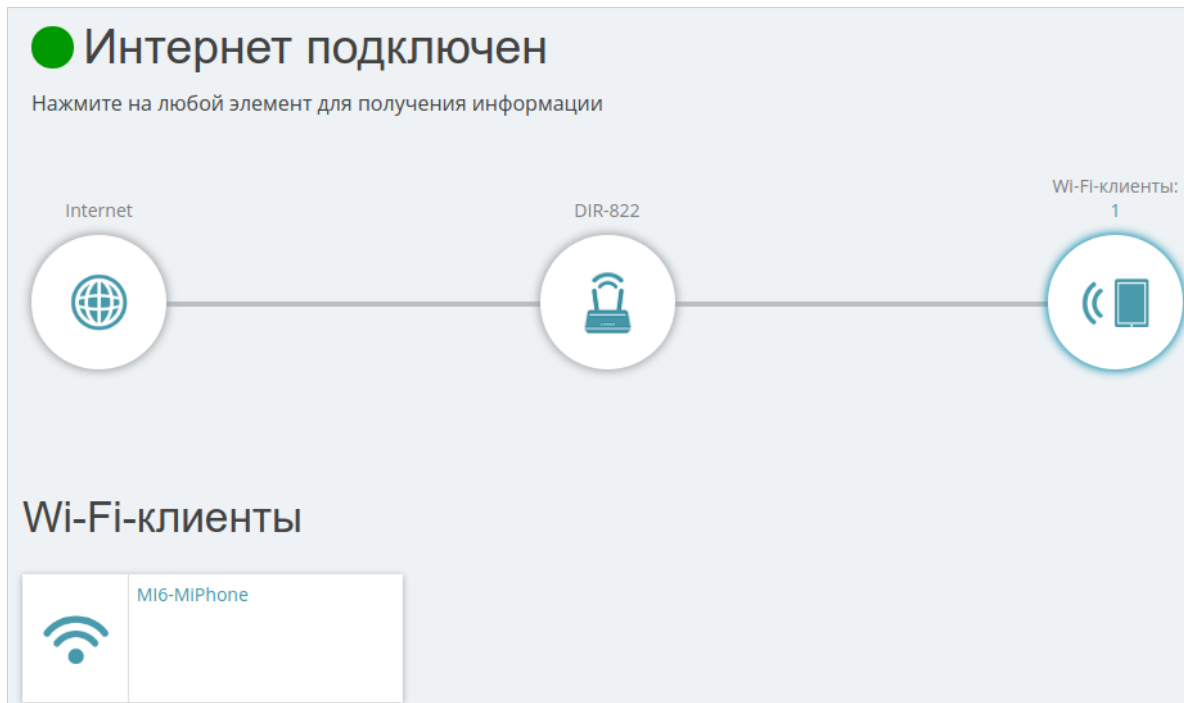 Интернет подключен
Нажмите на любой элемент для получения информации
Internet
DIR-822
Wi-Fi-клиенты:
1
Wi-Fi-клиенты
MI6-MiPhone